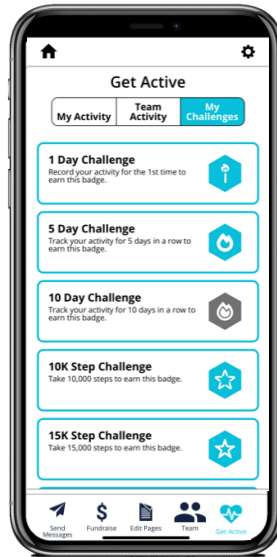 Get Active
My Activity
Team
Activity
My
Challenges
1 Day Challenge
Record your activity for the 1st time to
earn this badge.
5 Day Challenge
Track your activity for 5 days in a row to
earn this badge.
10 Day Challenge
Track your activity for 10 days in a row to
earn this badge.
10K Step Challenge
Take 10,000 steps to earn this badge.
15K Step Challenge
Take 15,000 steps to earn this badge.
Send
Messages
Fundraise
Edit Pages
Team
Get Active